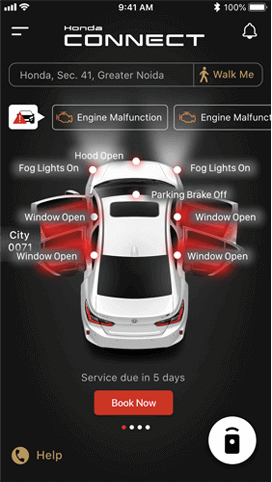 9:41 AM
100%
Honda
CONNECT
Honda, Sec. 41, Greater Noida
Walk Me
Engine Malfunction
Engine Malfunction
Hood Open
Fog Lights On
Fog Lights On
Parking Brake Off
Window Open
Window Open
City
0071
Window Open
Window Open
Service due in 5 days
Book Now
Help